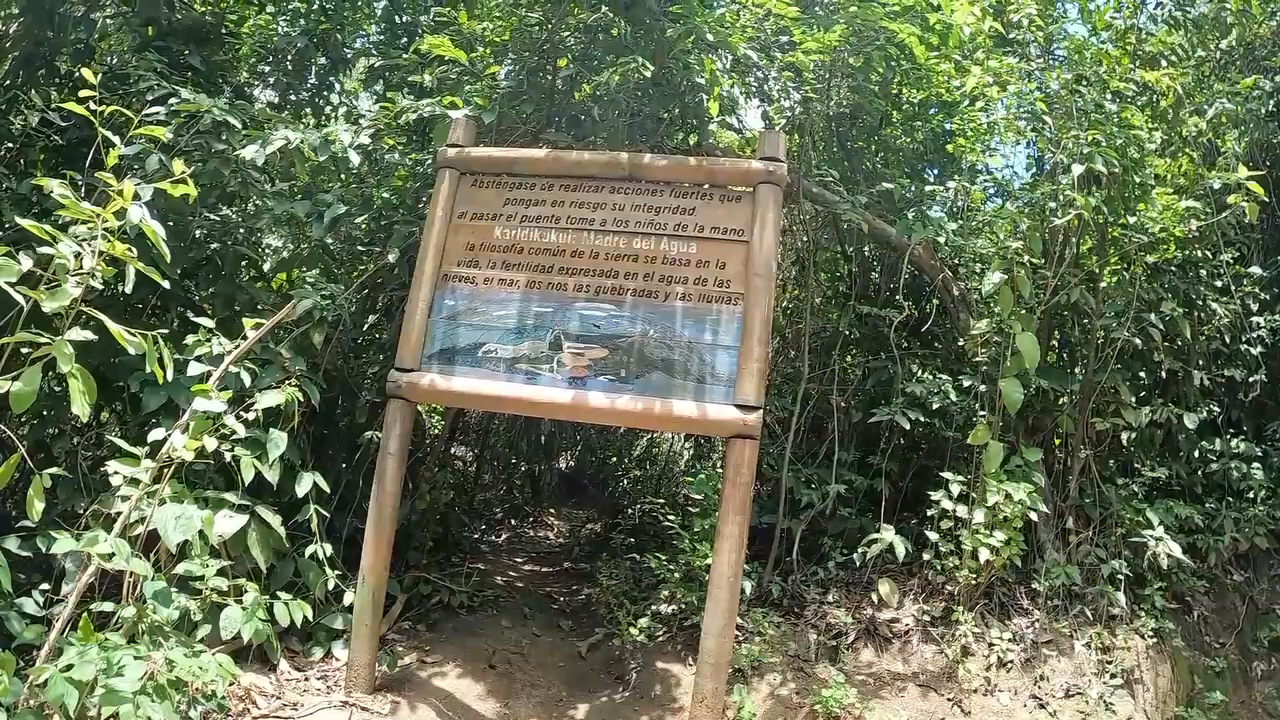 Absténgase de realizar acciones fuertes que
pongan en riesgo su integridad.
al pasar el puente tome a los niños de la mano.
Karldikukui: Madre del Agua
la filosofía común de la sierra se basa en la
vida, la fertilidad expresada en el agua de las
nieves, el mar, los ríos las quebradas y las lluvias